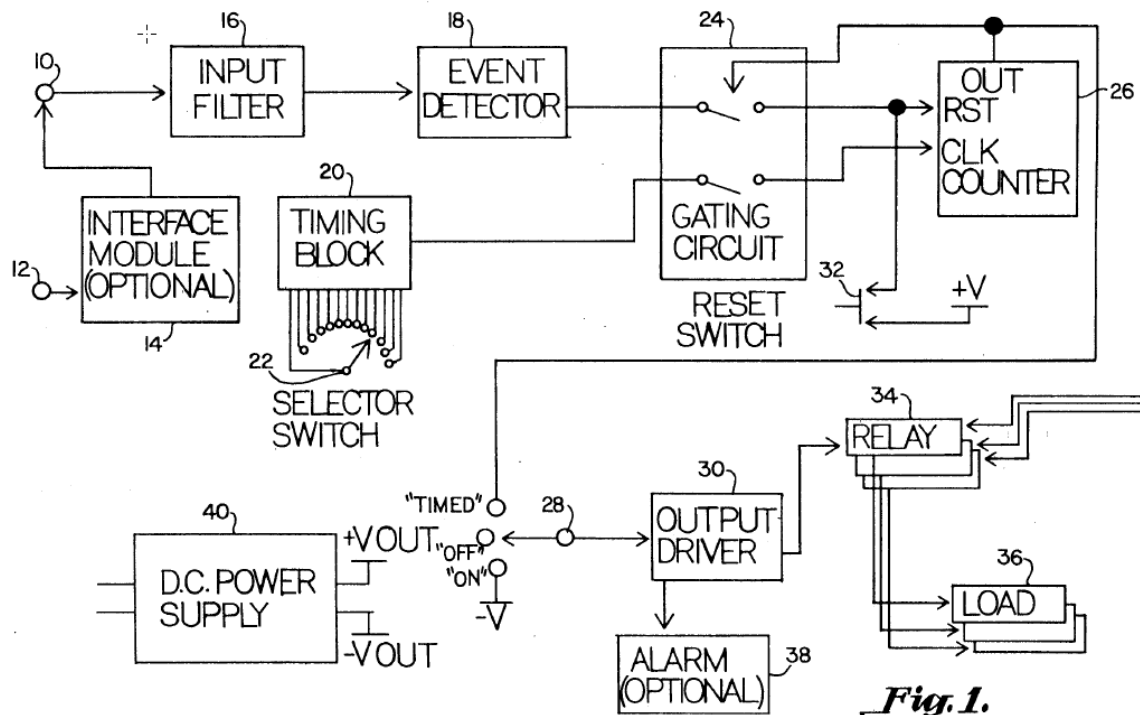 10
16
INPUT
FILTER
18
EVENT
DETECTOR
24
GATING
CIRCUIT
OUT
RST
CLK
COUNTER
26
12
INTERFACE
MODULE
(OPTIONAL)
14
20
TIMING
BLOCK
22
SELECTOR
SWITCH
RESET
SWITCH
32
+V
34
RELAY
"TIMED"
28
"OFF"
"ON"
-V
30
OUTPUT
DRIVER
40
D.C. POWER
SUPPLY
+VOUT
-VOUT
36
LOAD
ALARM
(OPTIONAL)
38
Fig. 1.